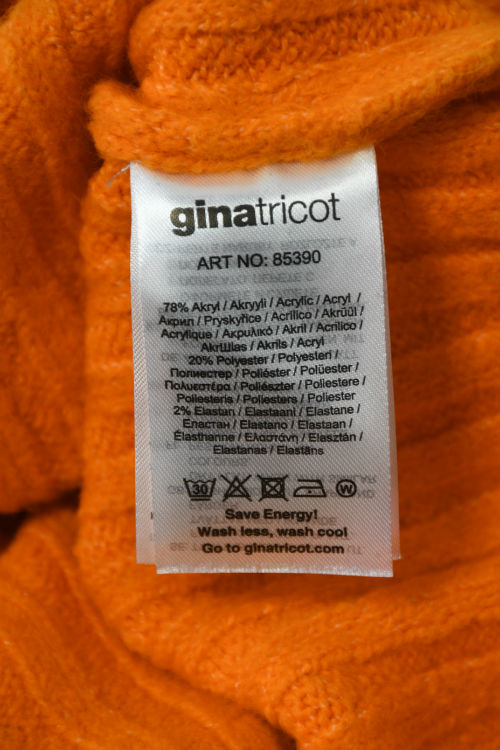 ginatricot
ART NO: 85390
78% Akryl / Akryyli / Acrylic / Acryl /
Акрил / Pryskyřice / Acrilico / Akrüül /
Acrylique / Ακρυλικό / Akril / Acrílico /
AkrШlas / Akrils / Acryl
20% Polyester / Polyesteri /
Полиестер / Poliéster / Polüester /
Πολυεστέρα / Poliészter / Poliestere /
Poliesteris / Poliesters / Poliester
2% Elastan / Elastaani / Elastane /
Еластан / Elastano / Elastaan /
Élasthanne / Ελαστάνη / Elasztán /
Elastanas / Elastāns
30 W
Save Energy!
Wash less, wash cool
Go to ginatricot.com